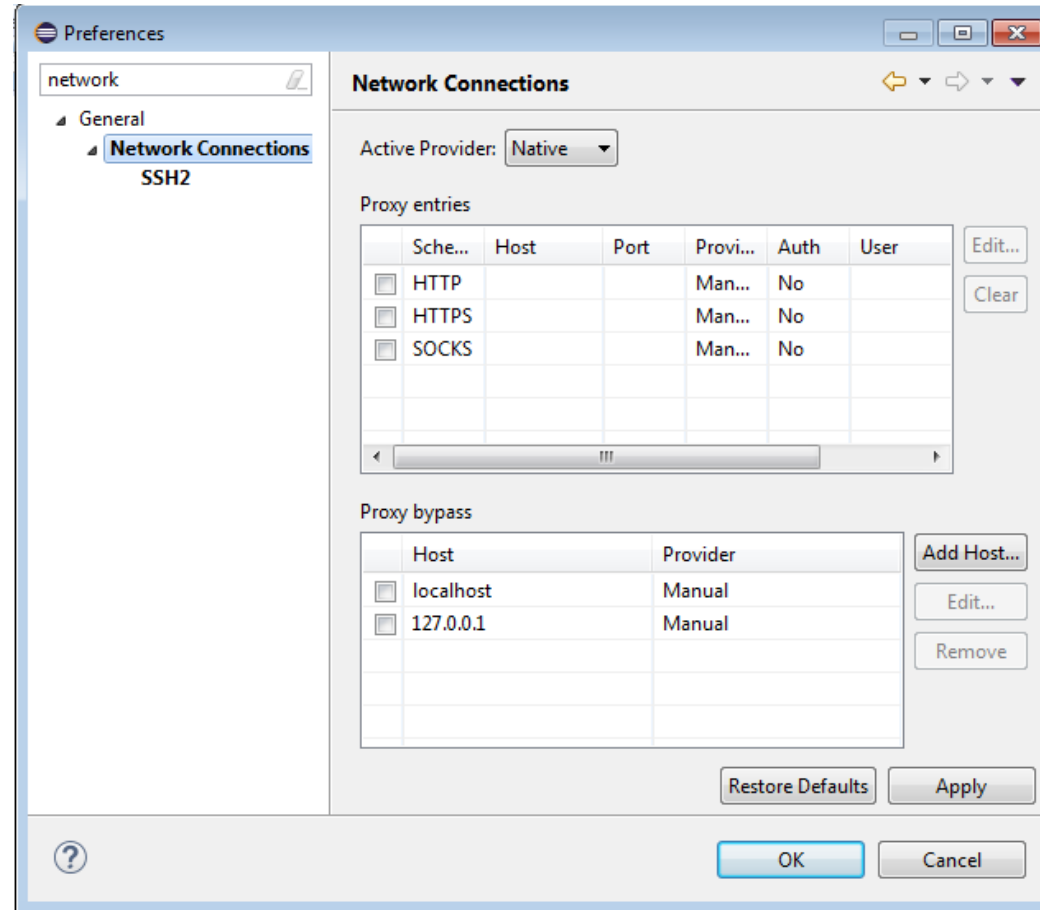 Preferences
network
General
Network Connections
SSH2
Network Connections
Active Provider: Native
Proxy entries
Sche... Host Port Provi... Auth User
HTTP Man... No
HTTPS Man... No
SOCKS Man... No
Edit...
Clear
Proxy bypass
Host Provider
localhost Manual
127.0.0.1 Manual
Add Host...
Edit...
Remove
Restore Defaults Apply
? OK Cancel